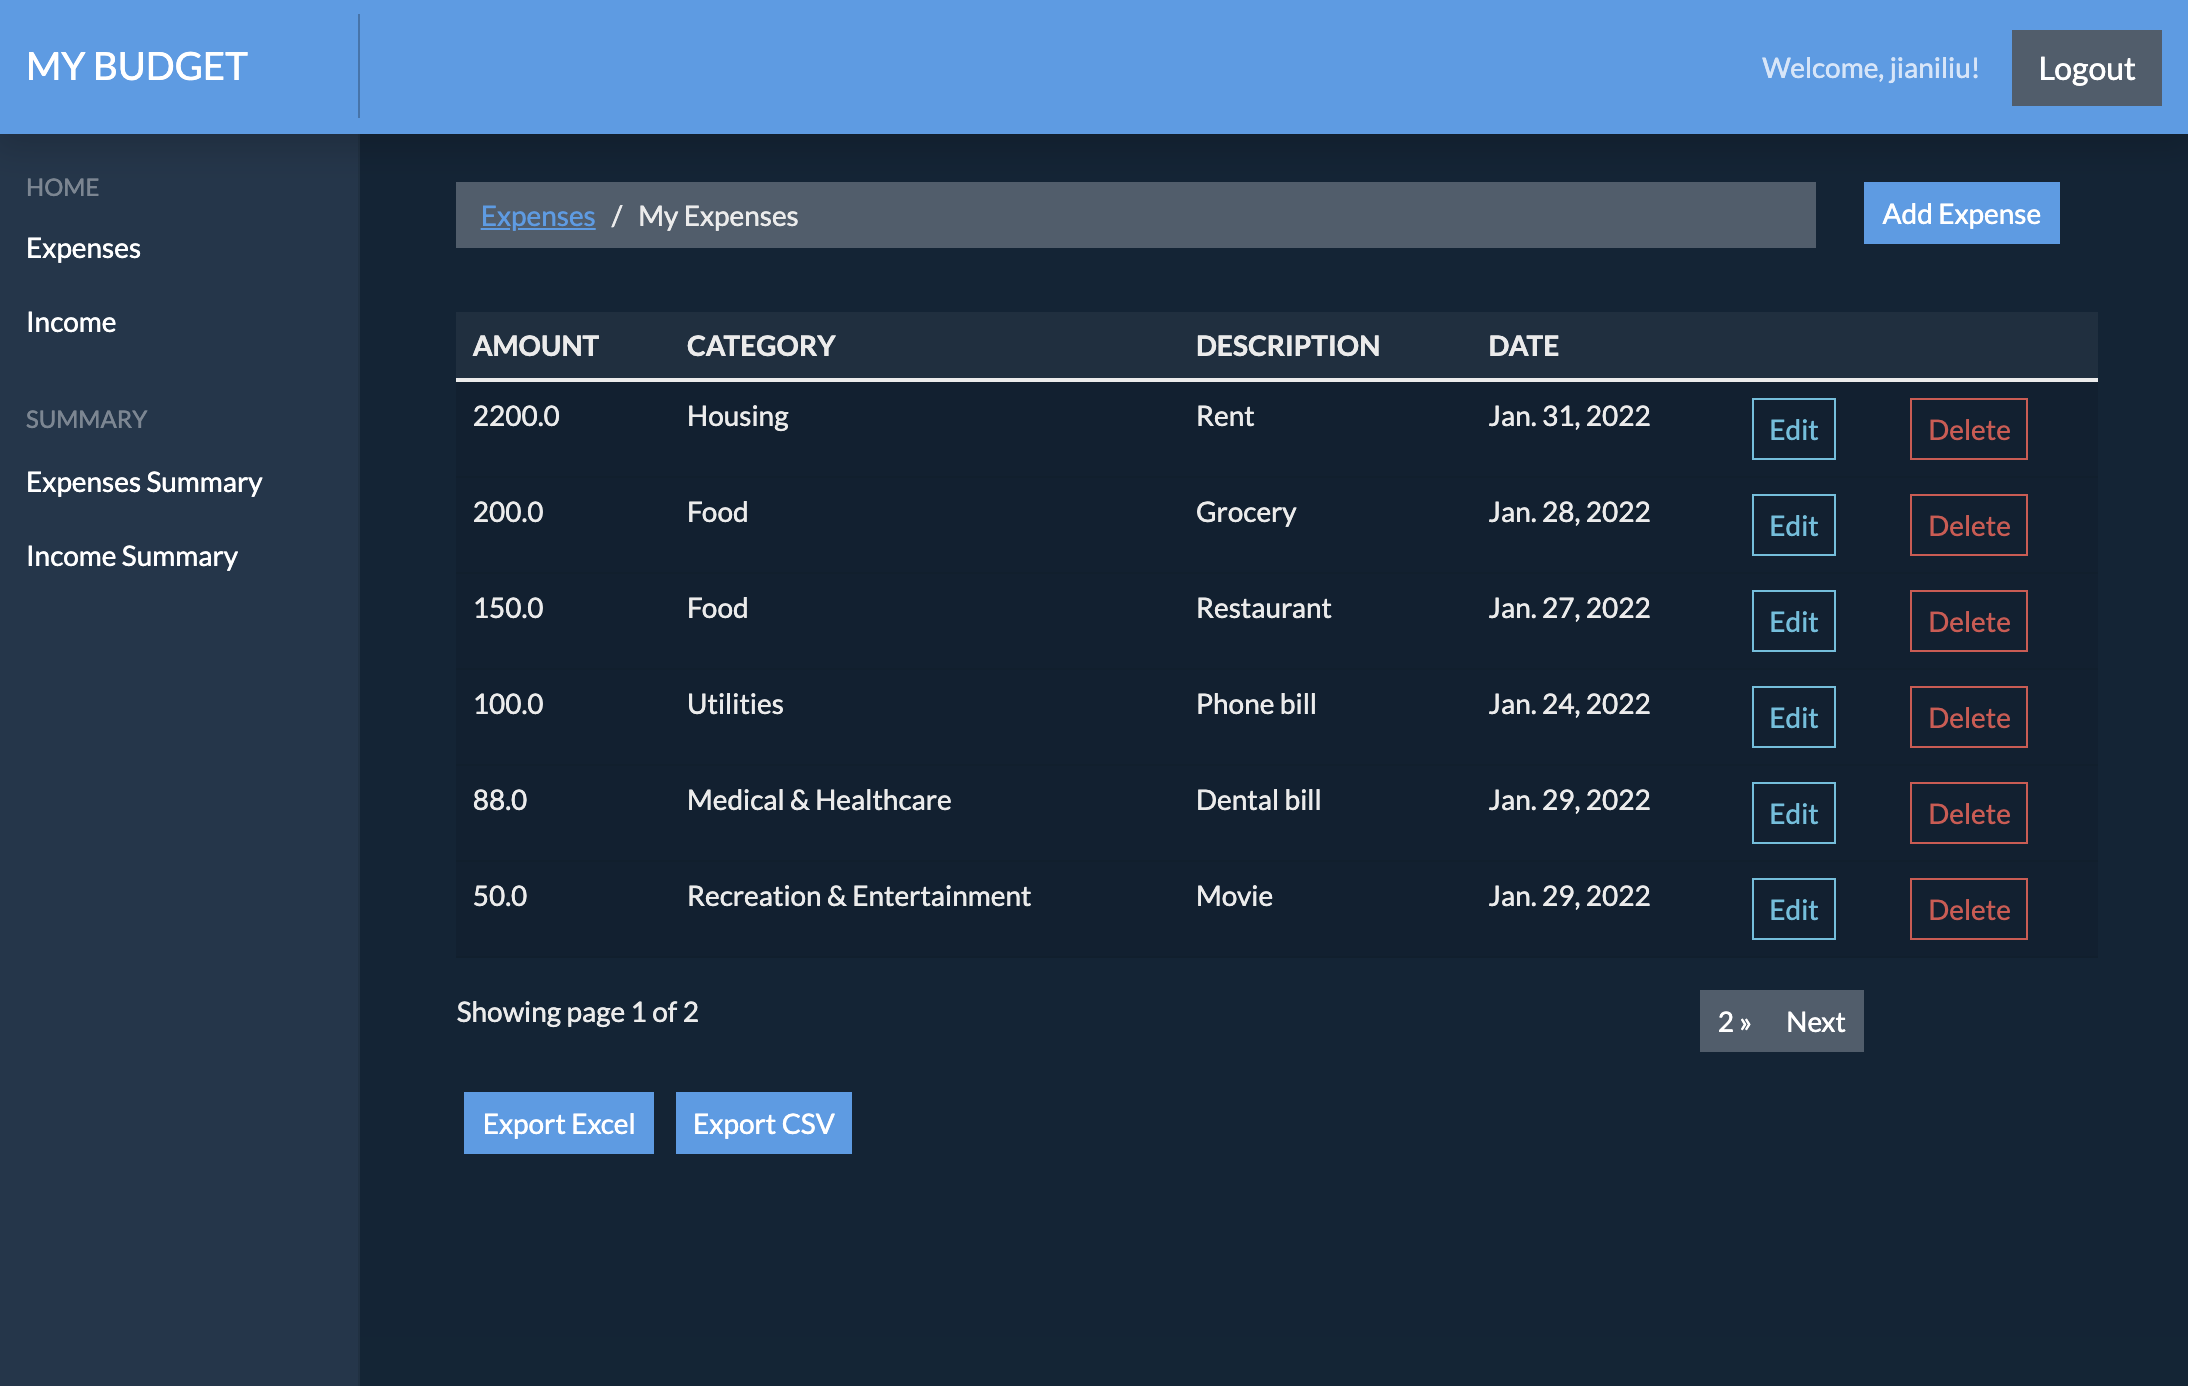 MY BUDGET
Welcome, jianiliu! Logout
HOME
Expenses
Income
SUMMARY
Expenses Summary
Income Summary
Expenses / My Expenses
Add Expense
AMOUNT CATEGORY DESCRIPTION DATE
2200.0 Housing Rent Jan. 31, 2022 Edit Delete
200.0 Food Grocery Jan. 28, 2022 Edit Delete
150.0 Food Restaurant Jan. 27, 2022 Edit Delete
100.0 Utilities Phone bill Jan. 24, 2022 Edit Delete
88.0 Medical & Healthcare Dental bill Jan. 29, 2022 Edit Delete
50.0 Recreation & Entertainment Movie Jan. 29, 2022 Edit Delete
Showing page 1 of 2
2 » Next
Export Excel Export CSV